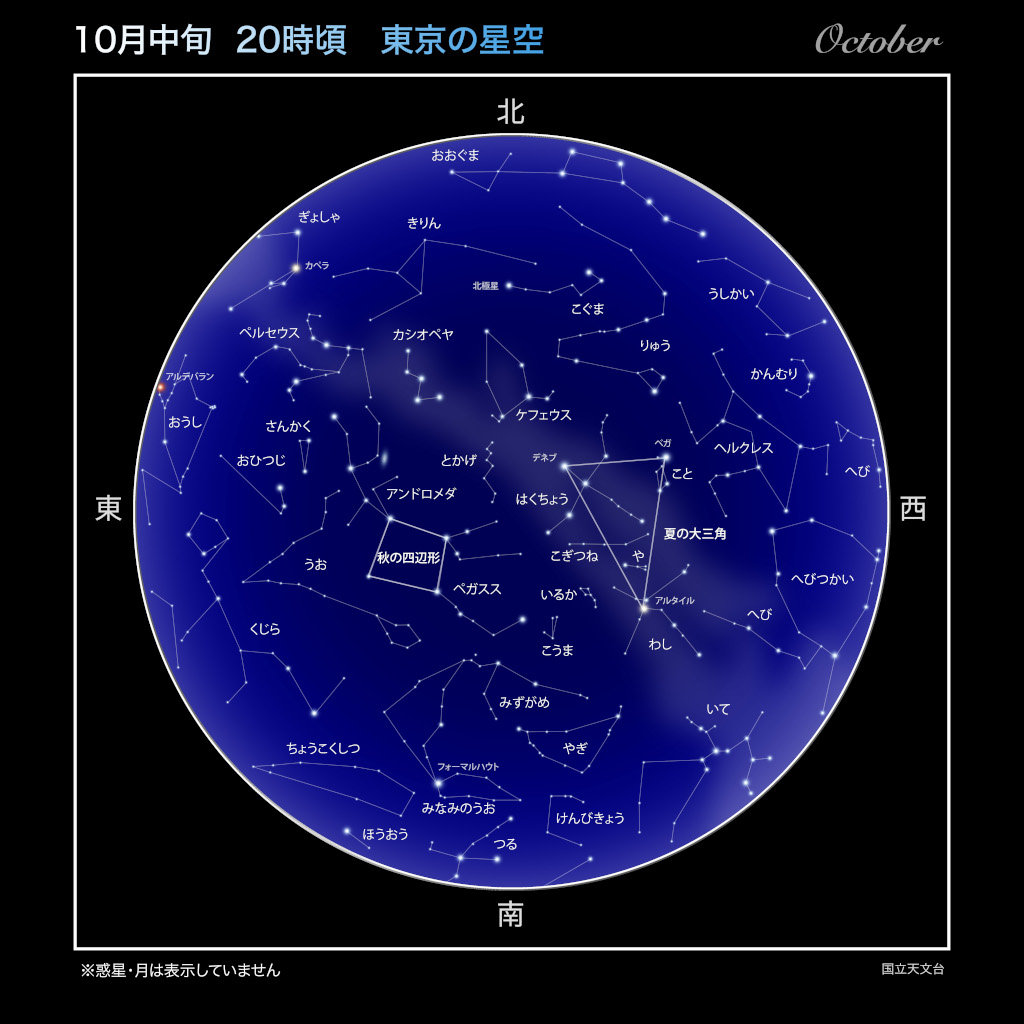 10月中旬 20時頃 東京の星空
October
北
おおぐま
ぎょしゃ
きりん
カペラ
北極星
こぐま
うしかい
ペルセウス
カシオペヤ
りゅう
アルデバラン
かんむり
おうし
さんかく
ケフェウス
ベガ
ヘルクレス
おひつじ
とかげ
デネブ
こと
へび
アンドロメダ
はくちょう
東
西
夏の大三角
秋の四辺形
こぎつね
や
うお
ペガスス
いるか
アルタイル
へびつかい
へび
くじら
こうま
わし
みずがめ
いて
ちょうこくしつ
やぎ
フォーマルハウト
みなみのうお
けんびきょう
ほうおう
つる
南
※惑星・月は表示していません
国立天文台